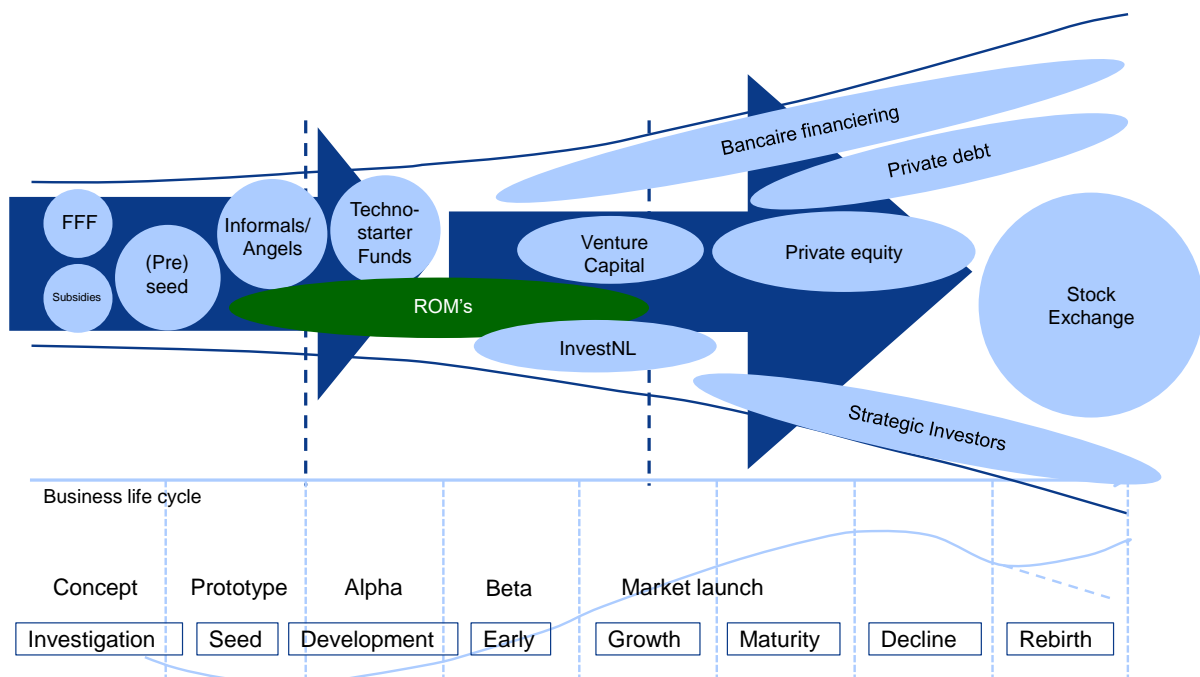 Bancaire financiering
Private debt
FFF
Subsidies
(Pre)
seed
Informals/
Angels
Techno-
starter
Funds
ROM's
Venture
Capital
InvestNL
Private equity
Stock
Exchange
Strategic Investors
Business life cycle
Concept
Prototype
Alpha
Beta
Market launch
Investigation
Seed
Development
Early
Growth
Maturity
Decline
Rebirth